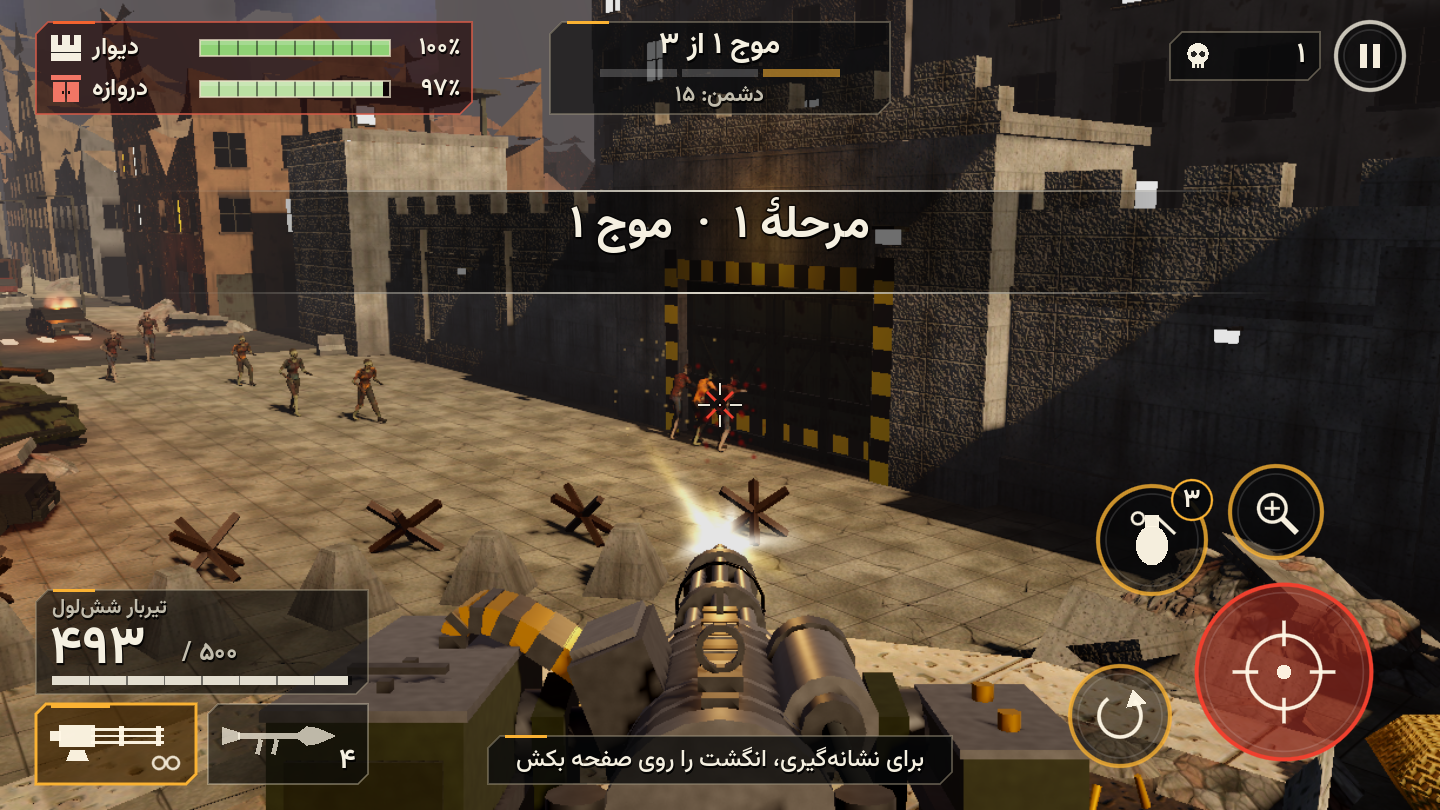 دیوار ۱۰۰٪
دروازه ۹۷٪
موج ۱ از ۳
دشمن: ۱۵
۱
مرحلهٔ ۱ · موج ۱
۳
تیربار شش‌لول
۴۹۳ / ۵۰۰
∞
۴
برای نشانه‌گیری، انگشت را روی صفحه بکش